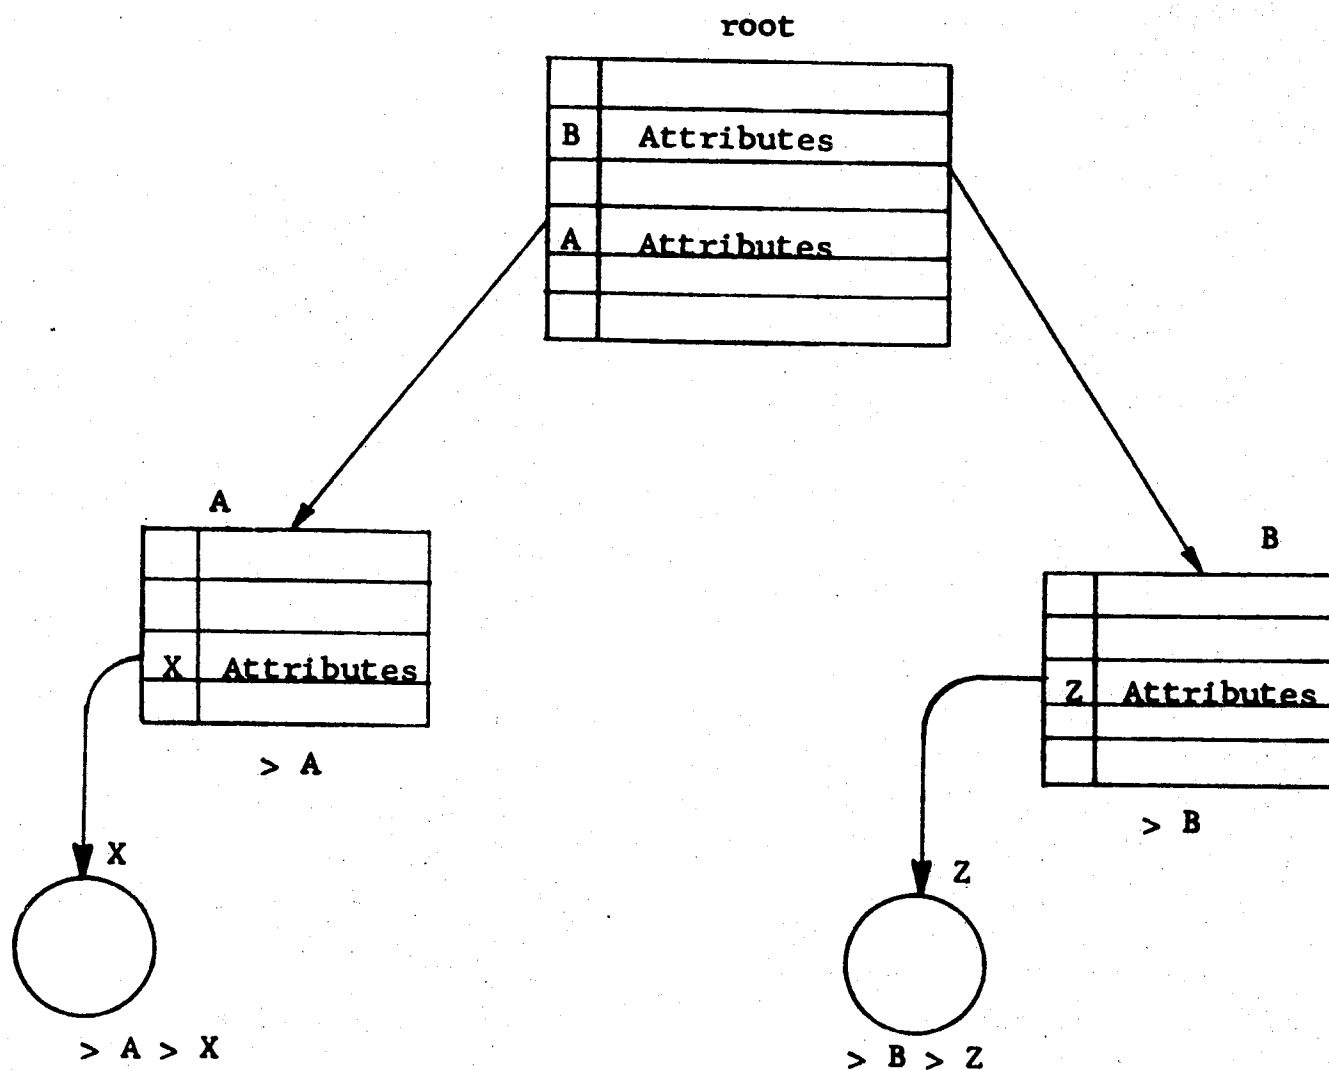 root
B Attributes
A Attributes
A
B
X Attributes
Z Attributes
> A
> B
X
Z
> A > X
> B > Z